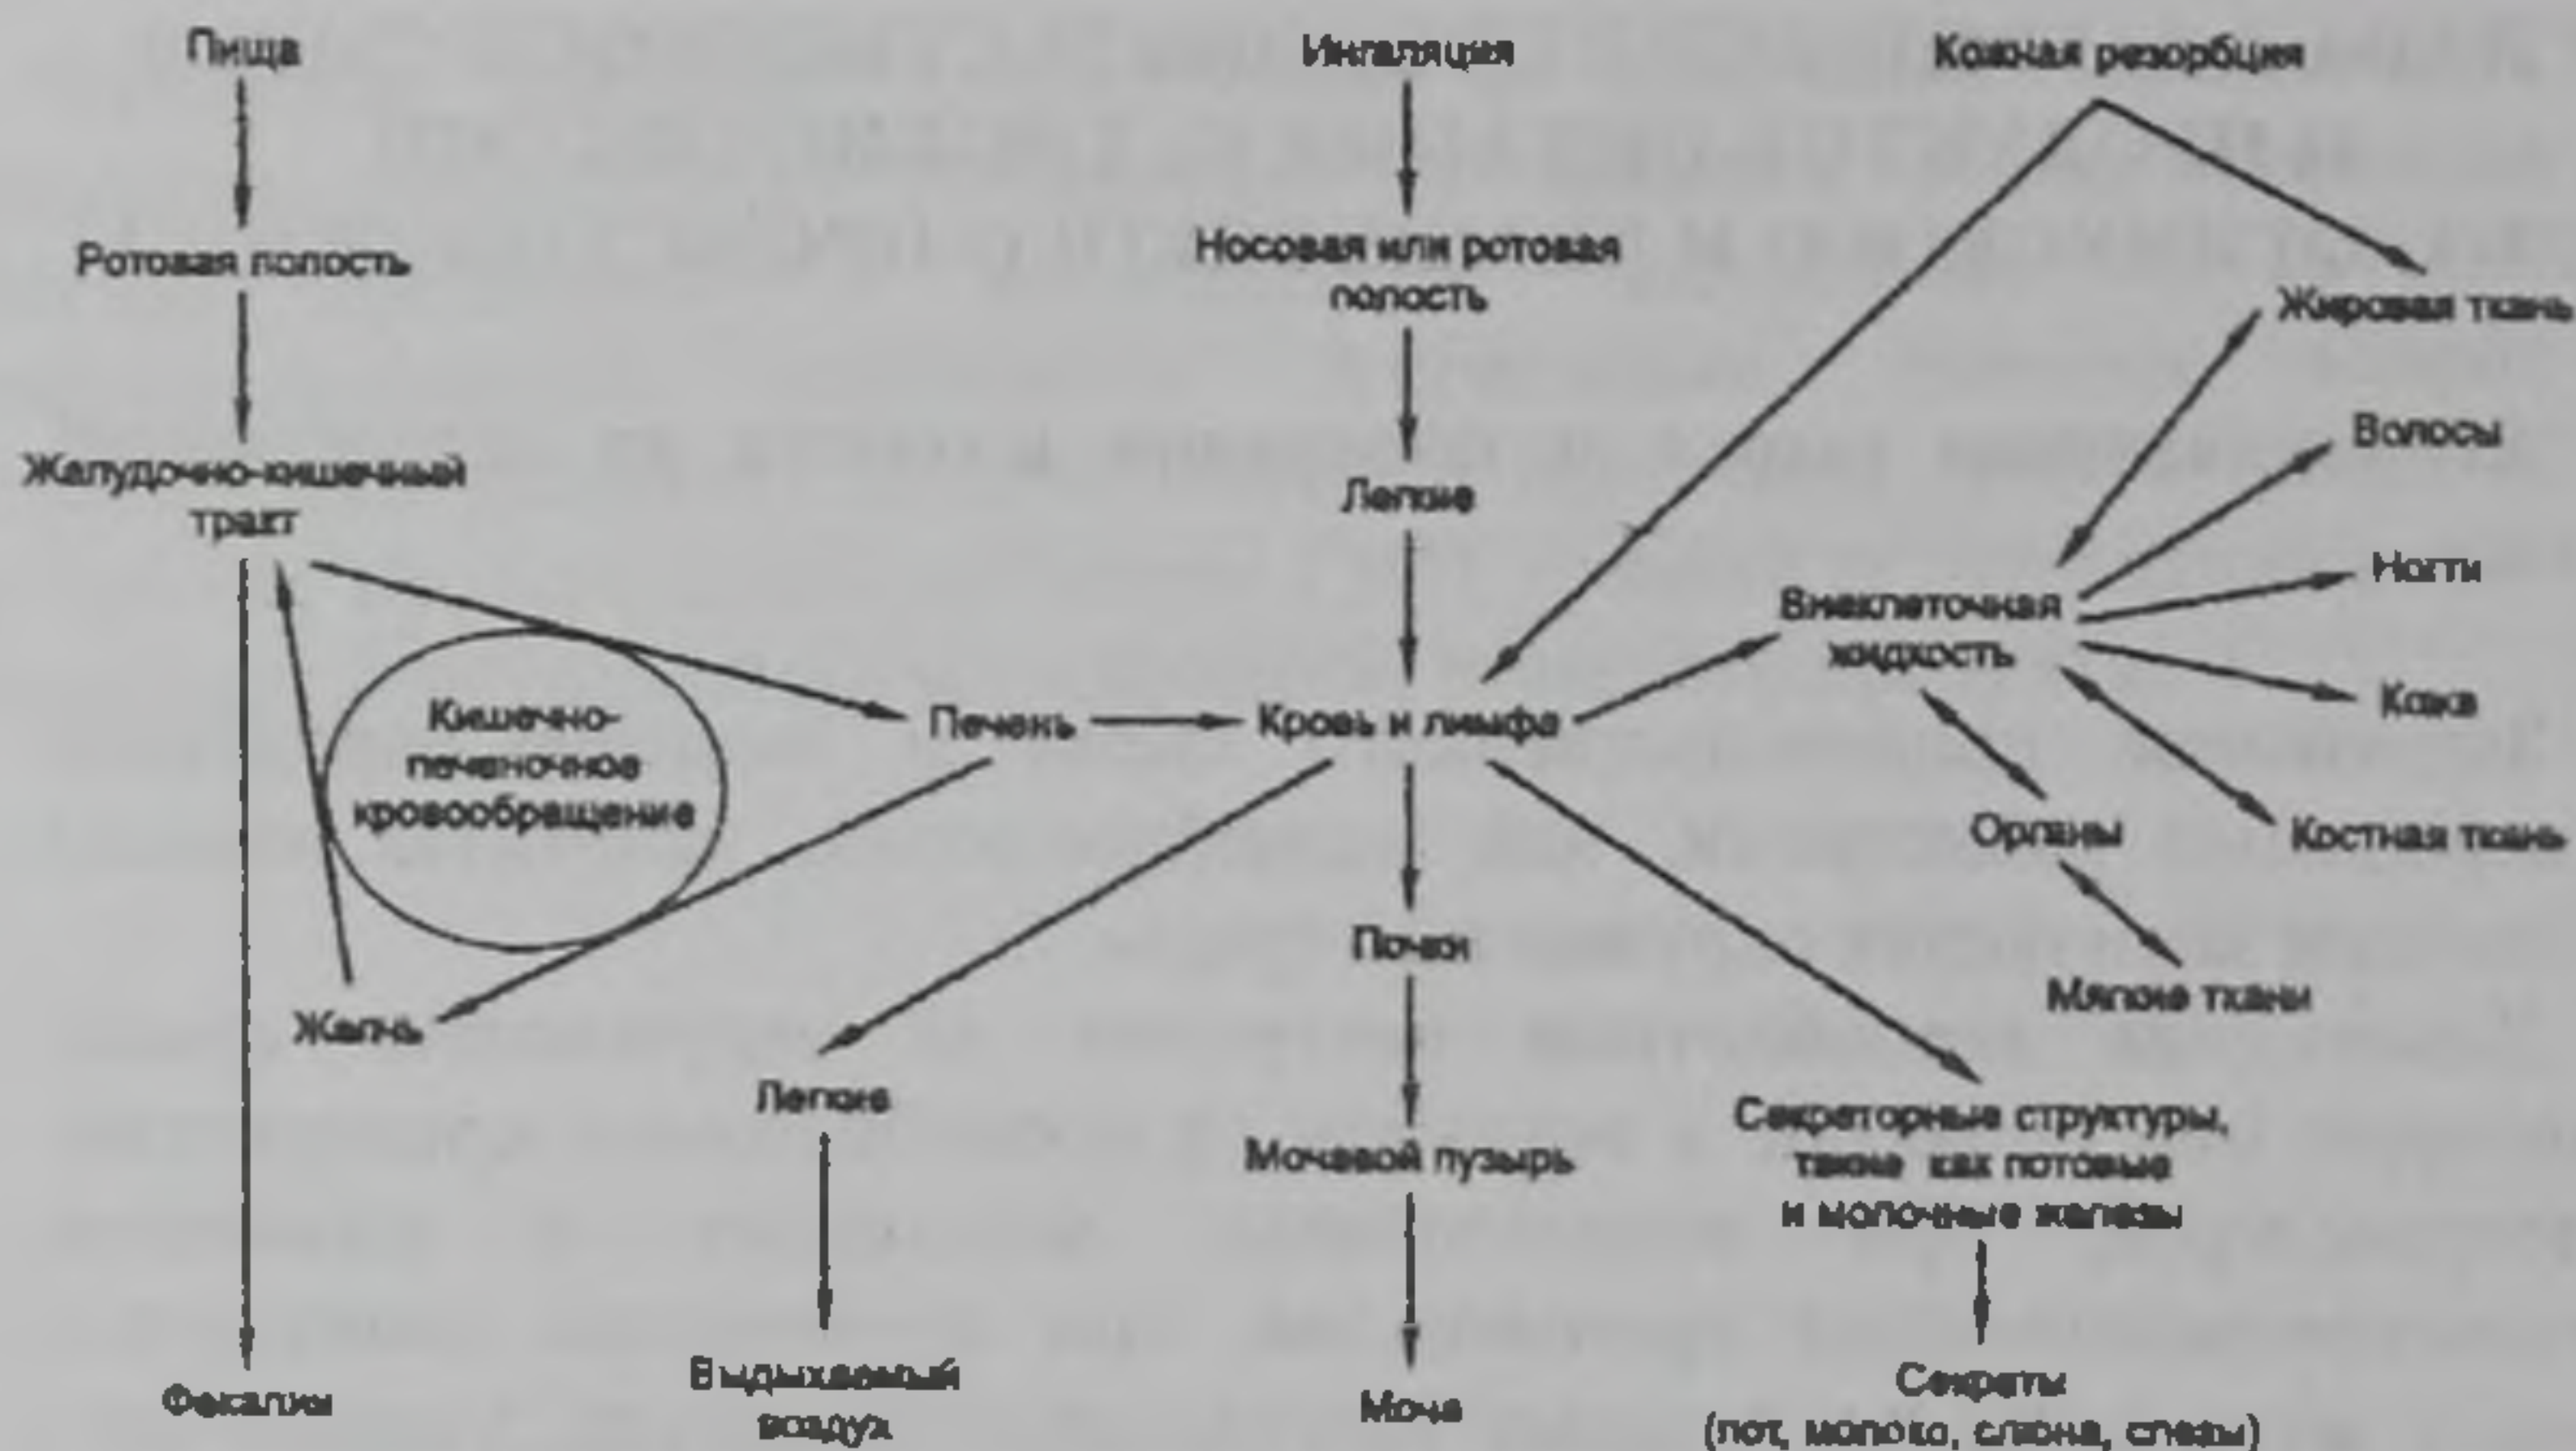 Пища
Ингаляция
Кожная резорбция
Ротовая полость
Носовая или ротовая
полость
Жировая ткань
Волосы
Желудочно-кишечный
тракт
Легкие
Ногти
Внеклеточная
жидкость
Кожа
Кишечно-
печеночное
кровообращение
Печень
Кровь и лимфа
Органы
Костная ткань
Почки
Мягкие ткани
Желчь
Легкие
Мочевой пузырь
Секреторные структуры,
такие как потовые
и молочные железы
Фекалии
Выдыхаемый
воздух
Моча
Секреты
(пот, молоко, слюна, слезы)